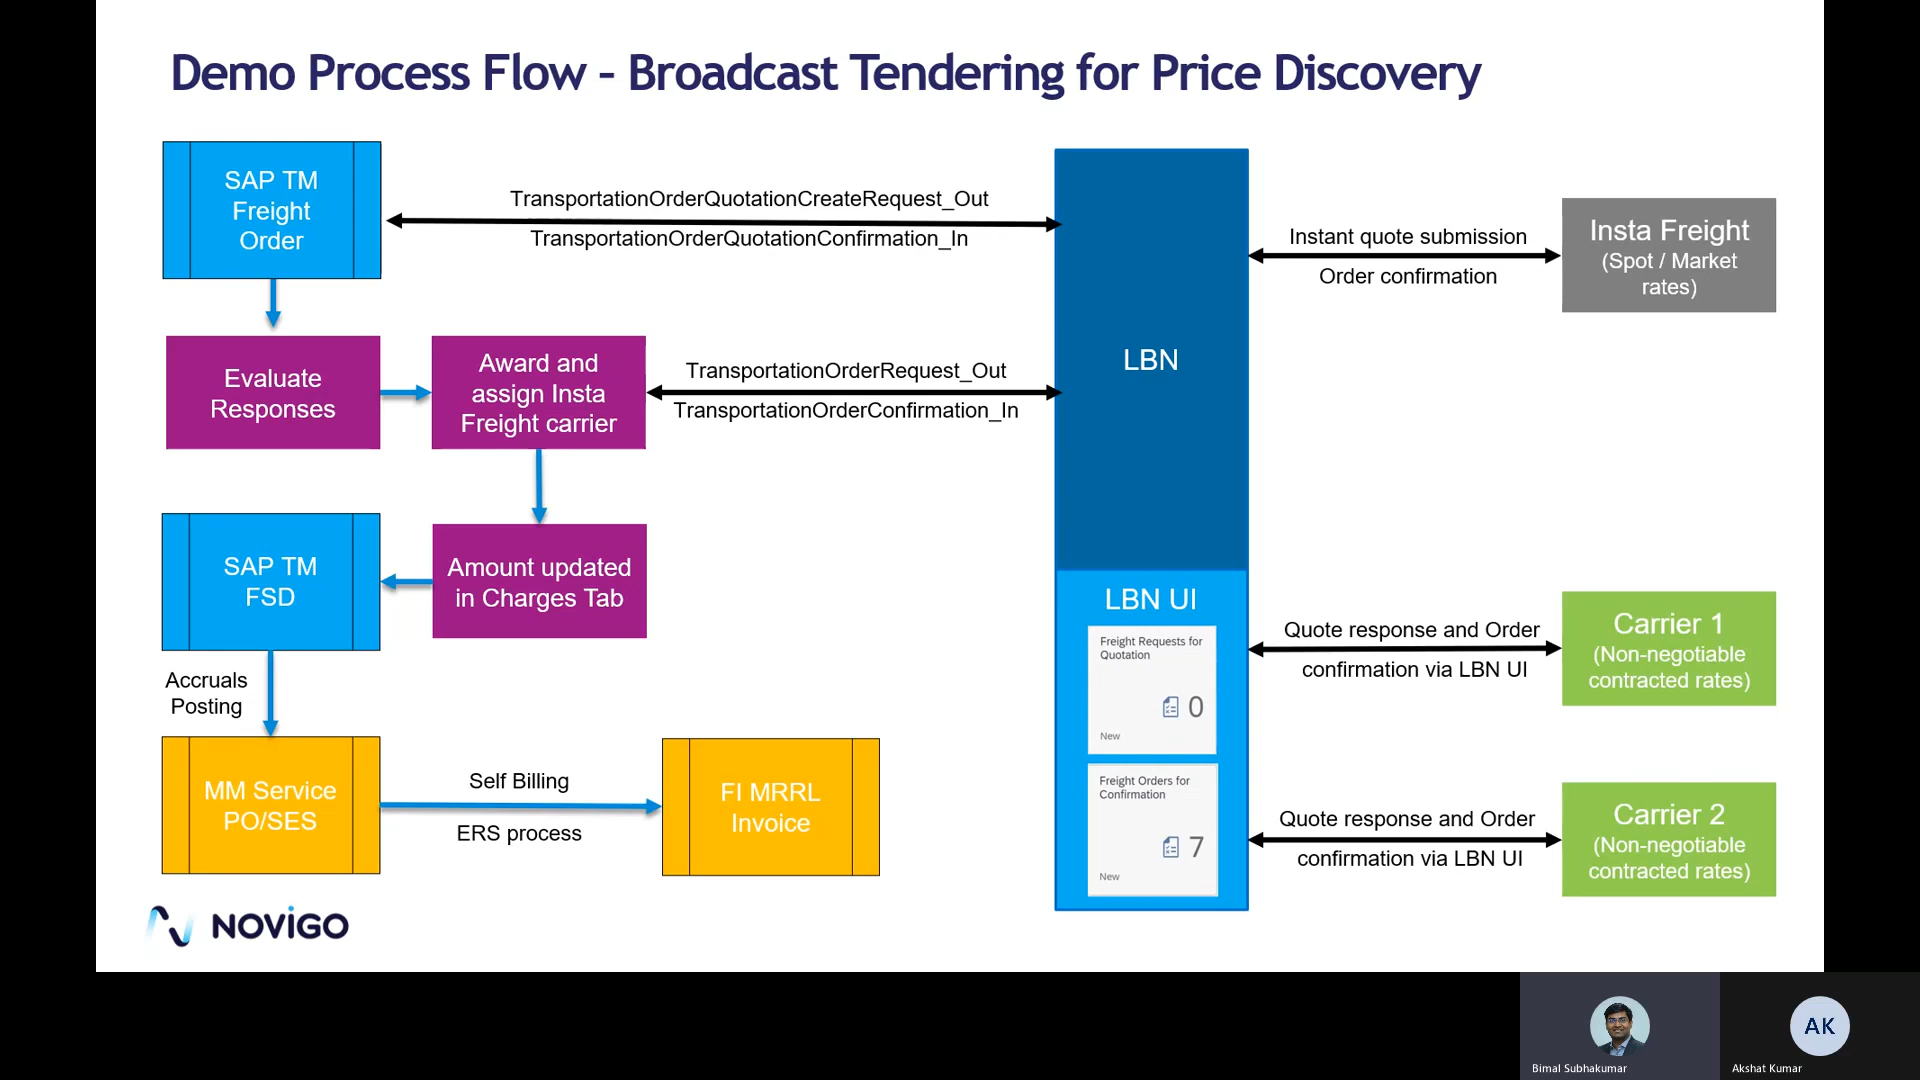 Demo Process Flow – Broadcast Tendering for Price Discovery
SAP TM
Freight
Order
TransportationOrderQuotationCreateRequest_Out
TransportationOrderQuotationConfirmation_In
LBN
Instant quote submission
Order confirmation
Insta Freight
(Spot / Market
rates)
Evaluate
Responses
Award and
assign Insta
Freight carrier
TransportationOrderRequest_Out
TransportationOrderConfirmation_In
SAP TM
FSD
Amount updated
in Charges Tab
LBN UI
Freight Requests for
Quotation
0
New
Quote response and Order
confirmation via LBN UI
Carrier 1
(Non-negotiable
contracted rates)
Accruals
Posting
MM Service
PO/SES
Self Billing
ERS process
FI MRRL
Invoice
Freight Orders for
Confirmation
7
New
Quote response and Order
confirmation via LBN UI
Carrier 2
(Non-negotiable
contracted rates)
NOVIGO
AK
Bimal Subhakumar
Akshat Kumar